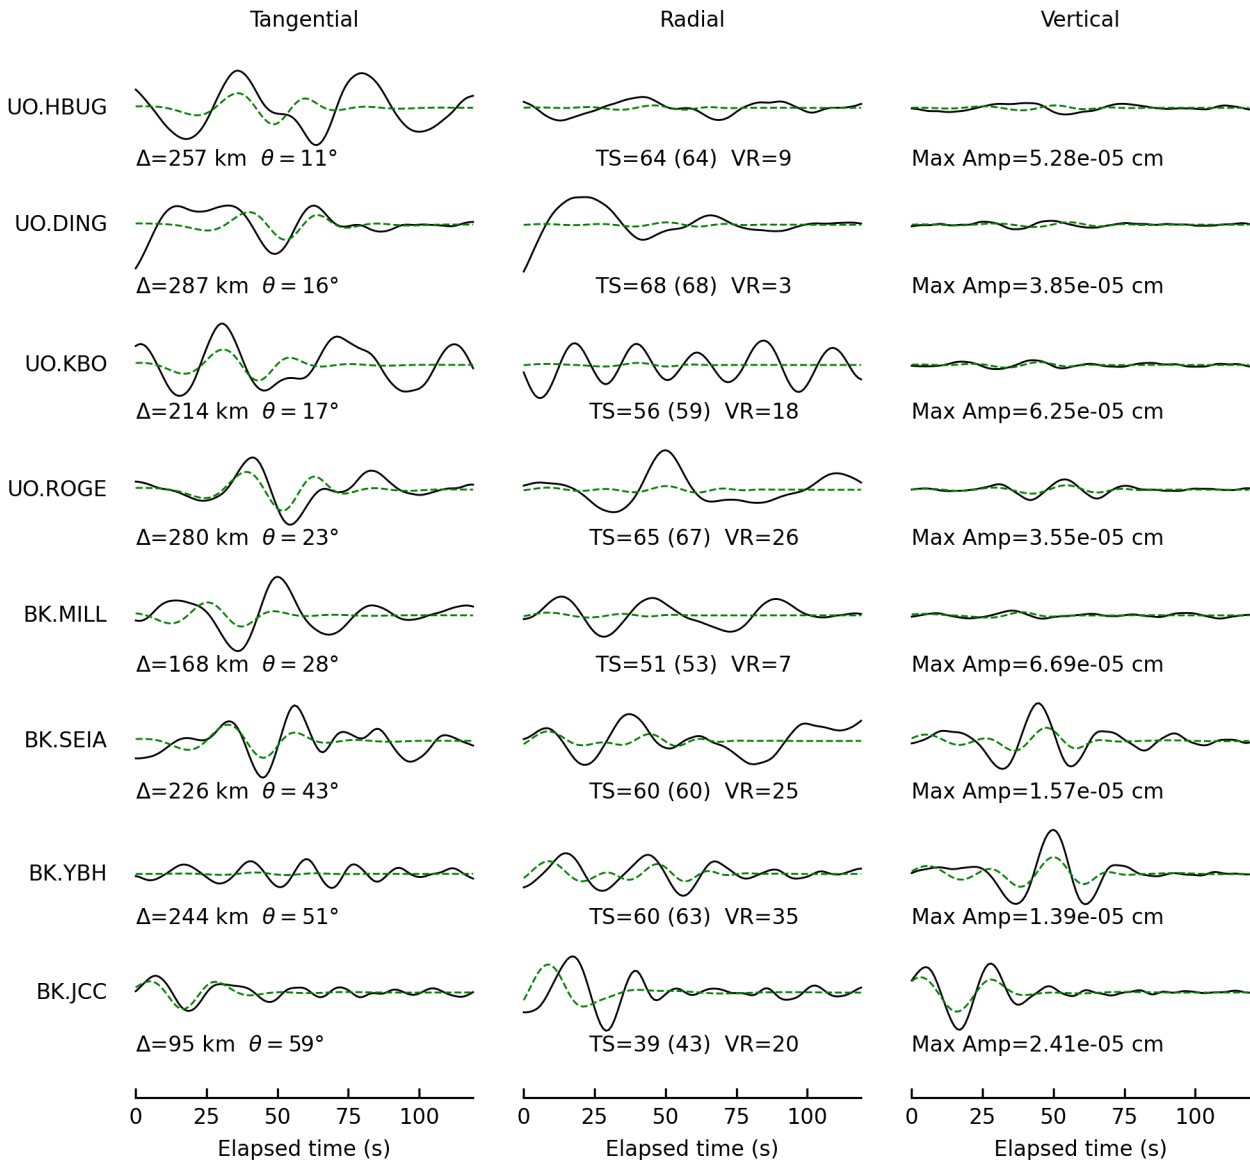 Tangential Radial Vertical
UO.HBUG
Δ=257 km θ = 11° TS=64 (64) VR=9 Max Amp=5.28e-05 cm
UO.DING
Δ=287 km θ = 16° TS=68 (68) VR=3 Max Amp=3.85e-05 cm
UO.KBO
Δ=214 km θ = 17° TS=56 (59) VR=18 Max Amp=6.25e-05 cm
UO.ROGE
Δ=280 km θ = 23° TS=65 (67) VR=26 Max Amp=3.55e-05 cm
BK.MILL
Δ=168 km θ = 28° TS=51 (53) VR=7 Max Amp=6.69e-05 cm
BK.SEIA
Δ=226 km θ = 43° TS=60 (60) VR=25 Max Amp=1.57e-05 cm
BK.YBH
Δ=244 km θ = 51° TS=60 (63) VR=35 Max Amp=1.39e-05 cm
BK.JCC
Δ=95 km θ = 59° TS=39 (43) VR=20 Max Amp=2.41e-05 cm
0 25 50 75 100 0 25 50 75 100 0 25 50 75 100
Elapsed time (s) Elapsed time (s) Elapsed time (s)